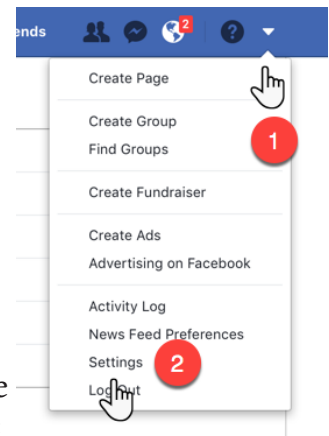 ends 2
Create Page
1
Create Group
Find Groups
Create Fundraiser
Create Ads
Advertising on Facebook
Activity Log
News Feed Preferences
Settings 2
e Log Out